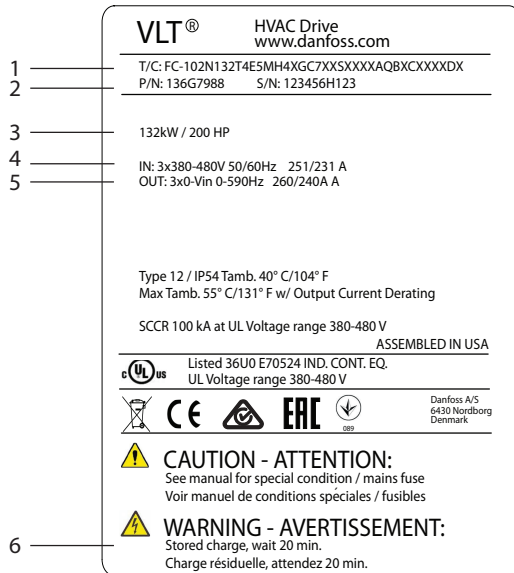 VLT® HVAC Drive
www.danfoss.com
1 T/C: FC-102N132T4E5MH4XGC7XXSXXXXAQBXCXXXXDX
2 P/N: 136G7988 S/N: 123456H123
3 132kW / 200 HP
4 IN: 3x380-480V 50/60Hz 251/231 A
5 OUT: 3x0-Vin 0-590Hz 260/240A A
Type 12 / IP54 Tamb. 40° C/104° F
Max Tamb. 55° C/131° F w/ Output Current Derating
SCCR 100 kA at UL Voltage range 380-480 V
ASSEMBLED IN USA
c UL us Listed 36U0 E70524 IND. CONT. EQ.
UL Voltage range 380-480 V
CE EAC 089
Danfoss A/S
6430 Nordborg
Denmark
CAUTION - ATTENTION:
See manual for special condition / mains fuse
Voir manuel de conditions spéciales / fusibles
WARNING - AVERTISSEMENT:
6 Stored charge, wait 20 min.
Charge résiduelle, attendez 20 min.